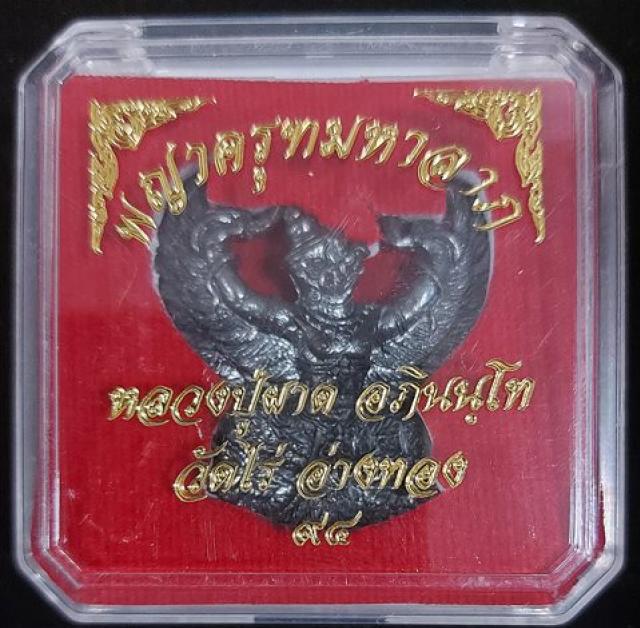 พญาครุฑมหาลาภ
หลวงปู่ผาด อภินนฺโท
วัดไร่ อ่างทอง
๙๔